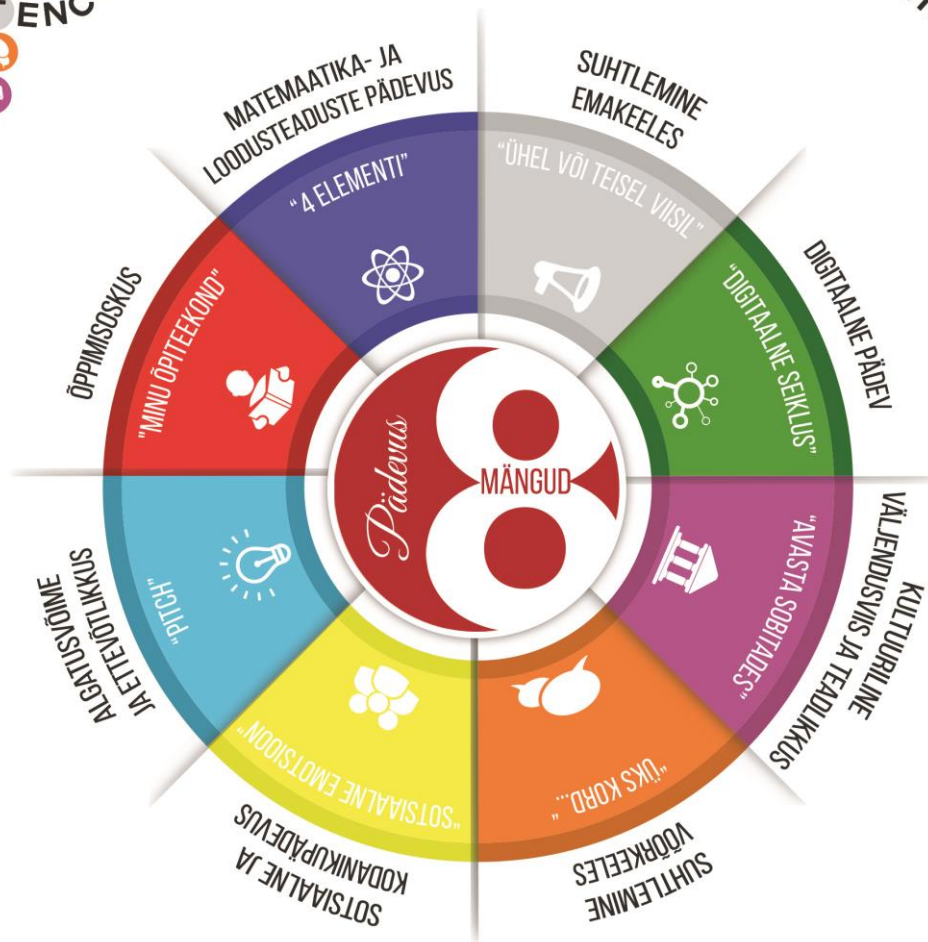 ENO
MATEMAATIKA- JA
LOODUSTEADUSTE PÄDEVUS
"4 ELEMENTI"
SUHTLEMINE
EMAKEELES
"ÜHEL VÕI TEISEL VIISIL"
DIGITAALNE PÄDEV
"DIGITAALNE SEIKLUS"
KULTUURILINE
VÄLJENDUSVIIS JA TEADLIKKUS
"AVASTA SOBITADES"
SUHTLEMINE
VÕÕRKEELES
"ÜKS KORD... "
SOTSIAALNE JA
KODANIKUPÄDEVUS
"SOTSIAALNE EMOTSIOON"
ALGATUSVÕIME
JA ETTEVÕTLIKUS
"PITCH"
ÕPPIMISOSKUS
"MINU ÕPITEEKOND"
Pädevus
MÄNGUD